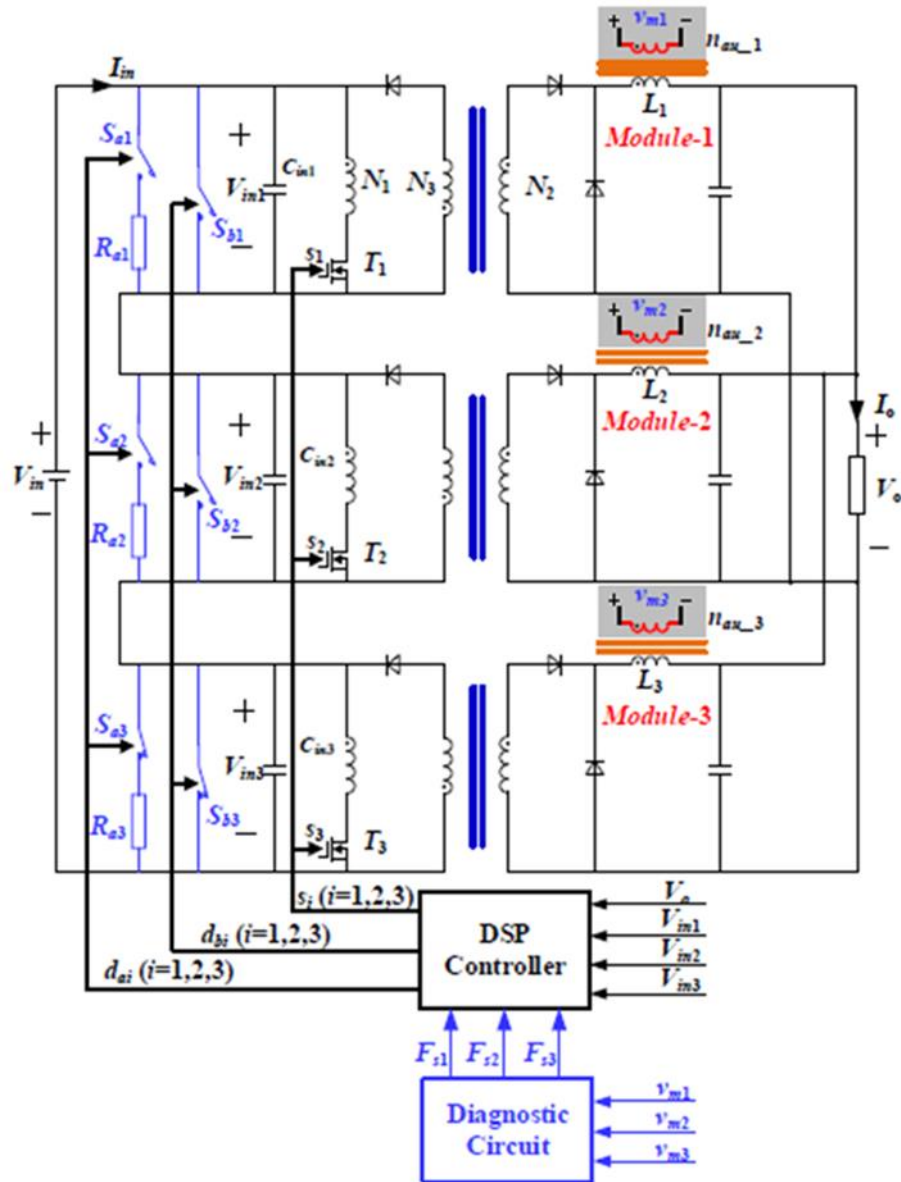 v_m1
n_au_1
I_in
L_1
Module-1
S_a1
+
V_in1
−
C_in1
N_1
N_3
N_2
R_a1
S_b1
s_1
T_1
+ −
v_m2
n_au_2
+ −
L_2
Module-2
I_o
+
V_in
−
S_a2
+
V_in2
−
C_in2
R_a2
S_b2
s_2
T_2
+
V_o
−
v_m3
n_au_3
+ −
L_3
Module-3
S_a3
+
V_in3
−
C_in3
R_a3
S_b3
s_3
T_3
s_i (i=1,2,3)
d_bi (i=1,2,3)
d_ai (i=1,2,3)
DSP
Controller
V_o
V_in1
V_in2
V_in3
F_s1 F_s2 F_s3
Diagnostic
Circuit
v_m1
v_m2
v_m3